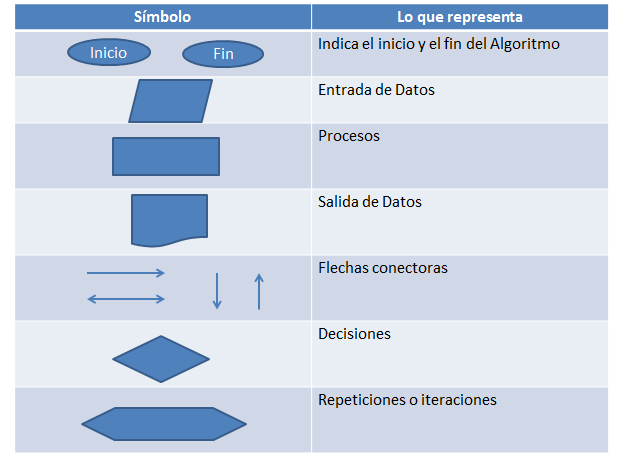 Símbolo
Lo que representa
Inicio
Fin
Indica el inicio y el fin del Algoritmo
Entrada de Datos
Procesos
Salida de Datos
Flechas conectoras
Decisiones
Repeticiones o iteraciones